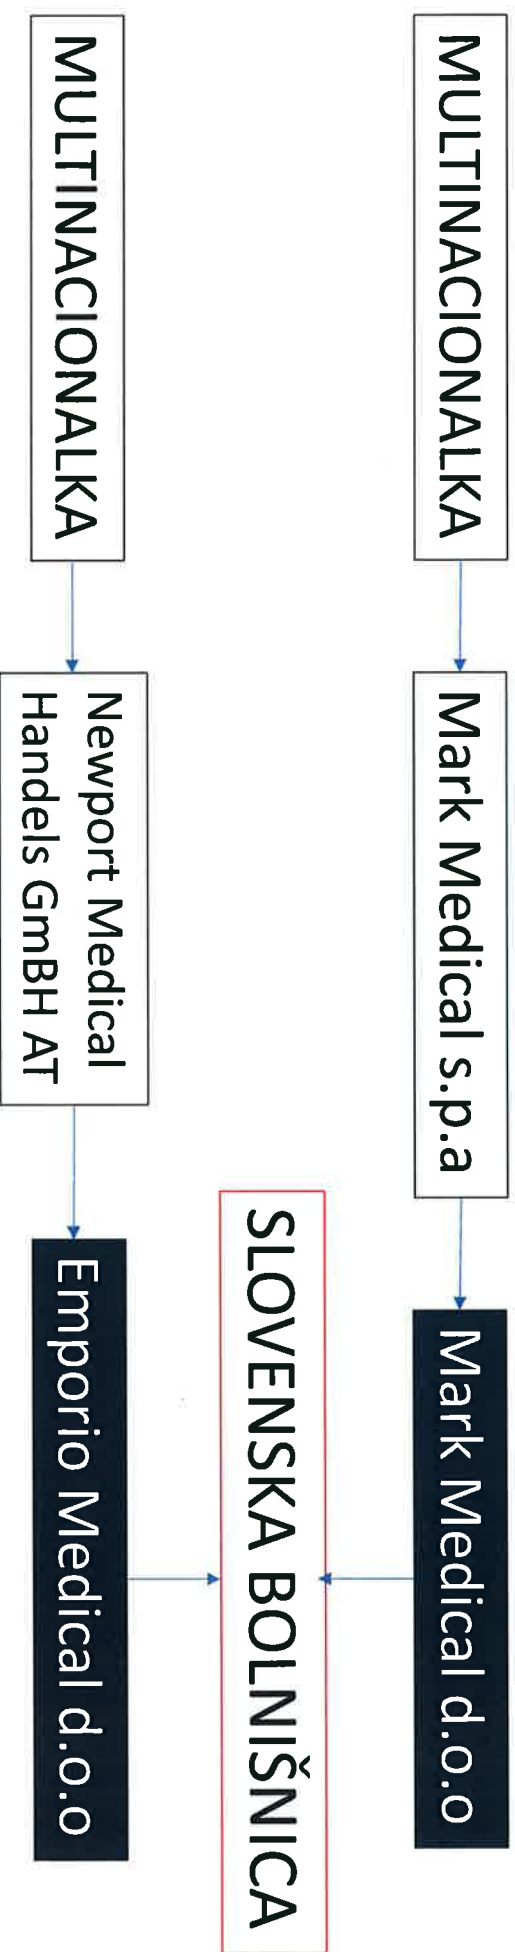 MULTINACIONALKA
Mark Medical s.p.a
Mark Medical d.o.o
SLOVENSKA BOLNIŠNICA
MULTINACIONALKA
Newport Medical
Handels GmBH AT
Emporio Medical d.o.o